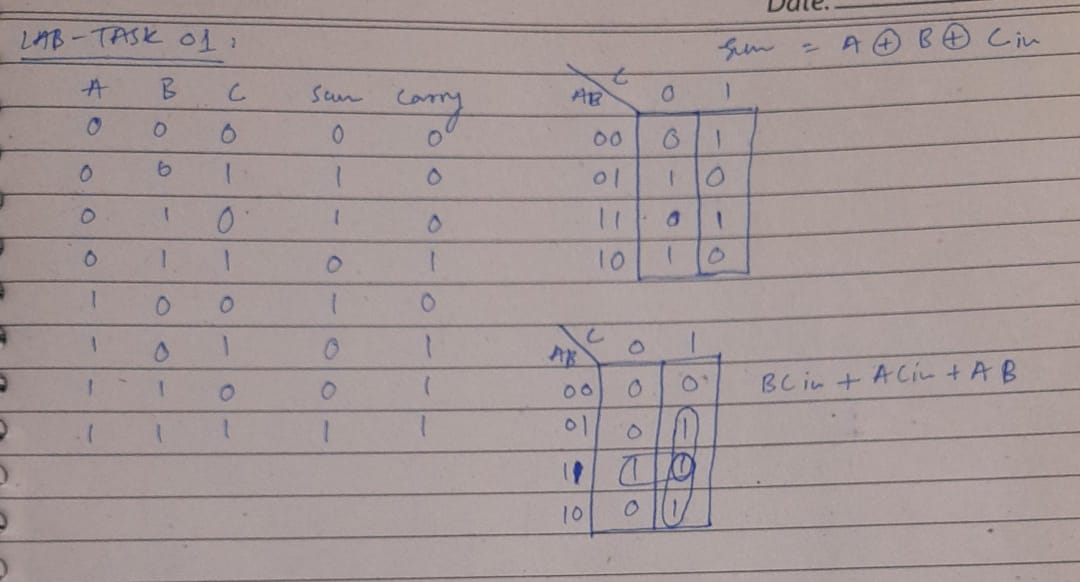 Date:
LAB-TASK 01:
Sum = A ⊕ B ⊕ Cin
A B C Sum Carry
0 0 0 0 0
0 0 1 1 0
0 1 0 1 0
0 1 1 0 1
1 0 0 1 0
1 0 1 0 1
1 1 0 0 1
1 1 1 1 1
C
AB 0 1
00 0 1
01 1 0
11 0 1
10 1 0
C
AB 0 1
00 0 0
01 0 1
11 1 1
10 0 1
BCin + ACin + AB